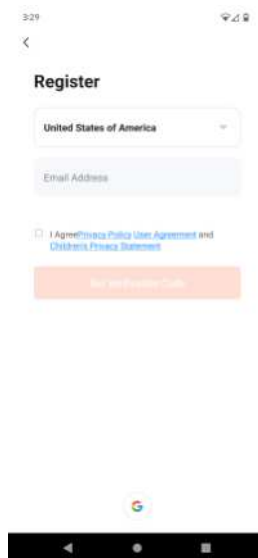 3:29
Register
United States of America
Email Address
I AgreePrivacy Policy User Agreement and
Children's Privacy Statement
Get Verification Code